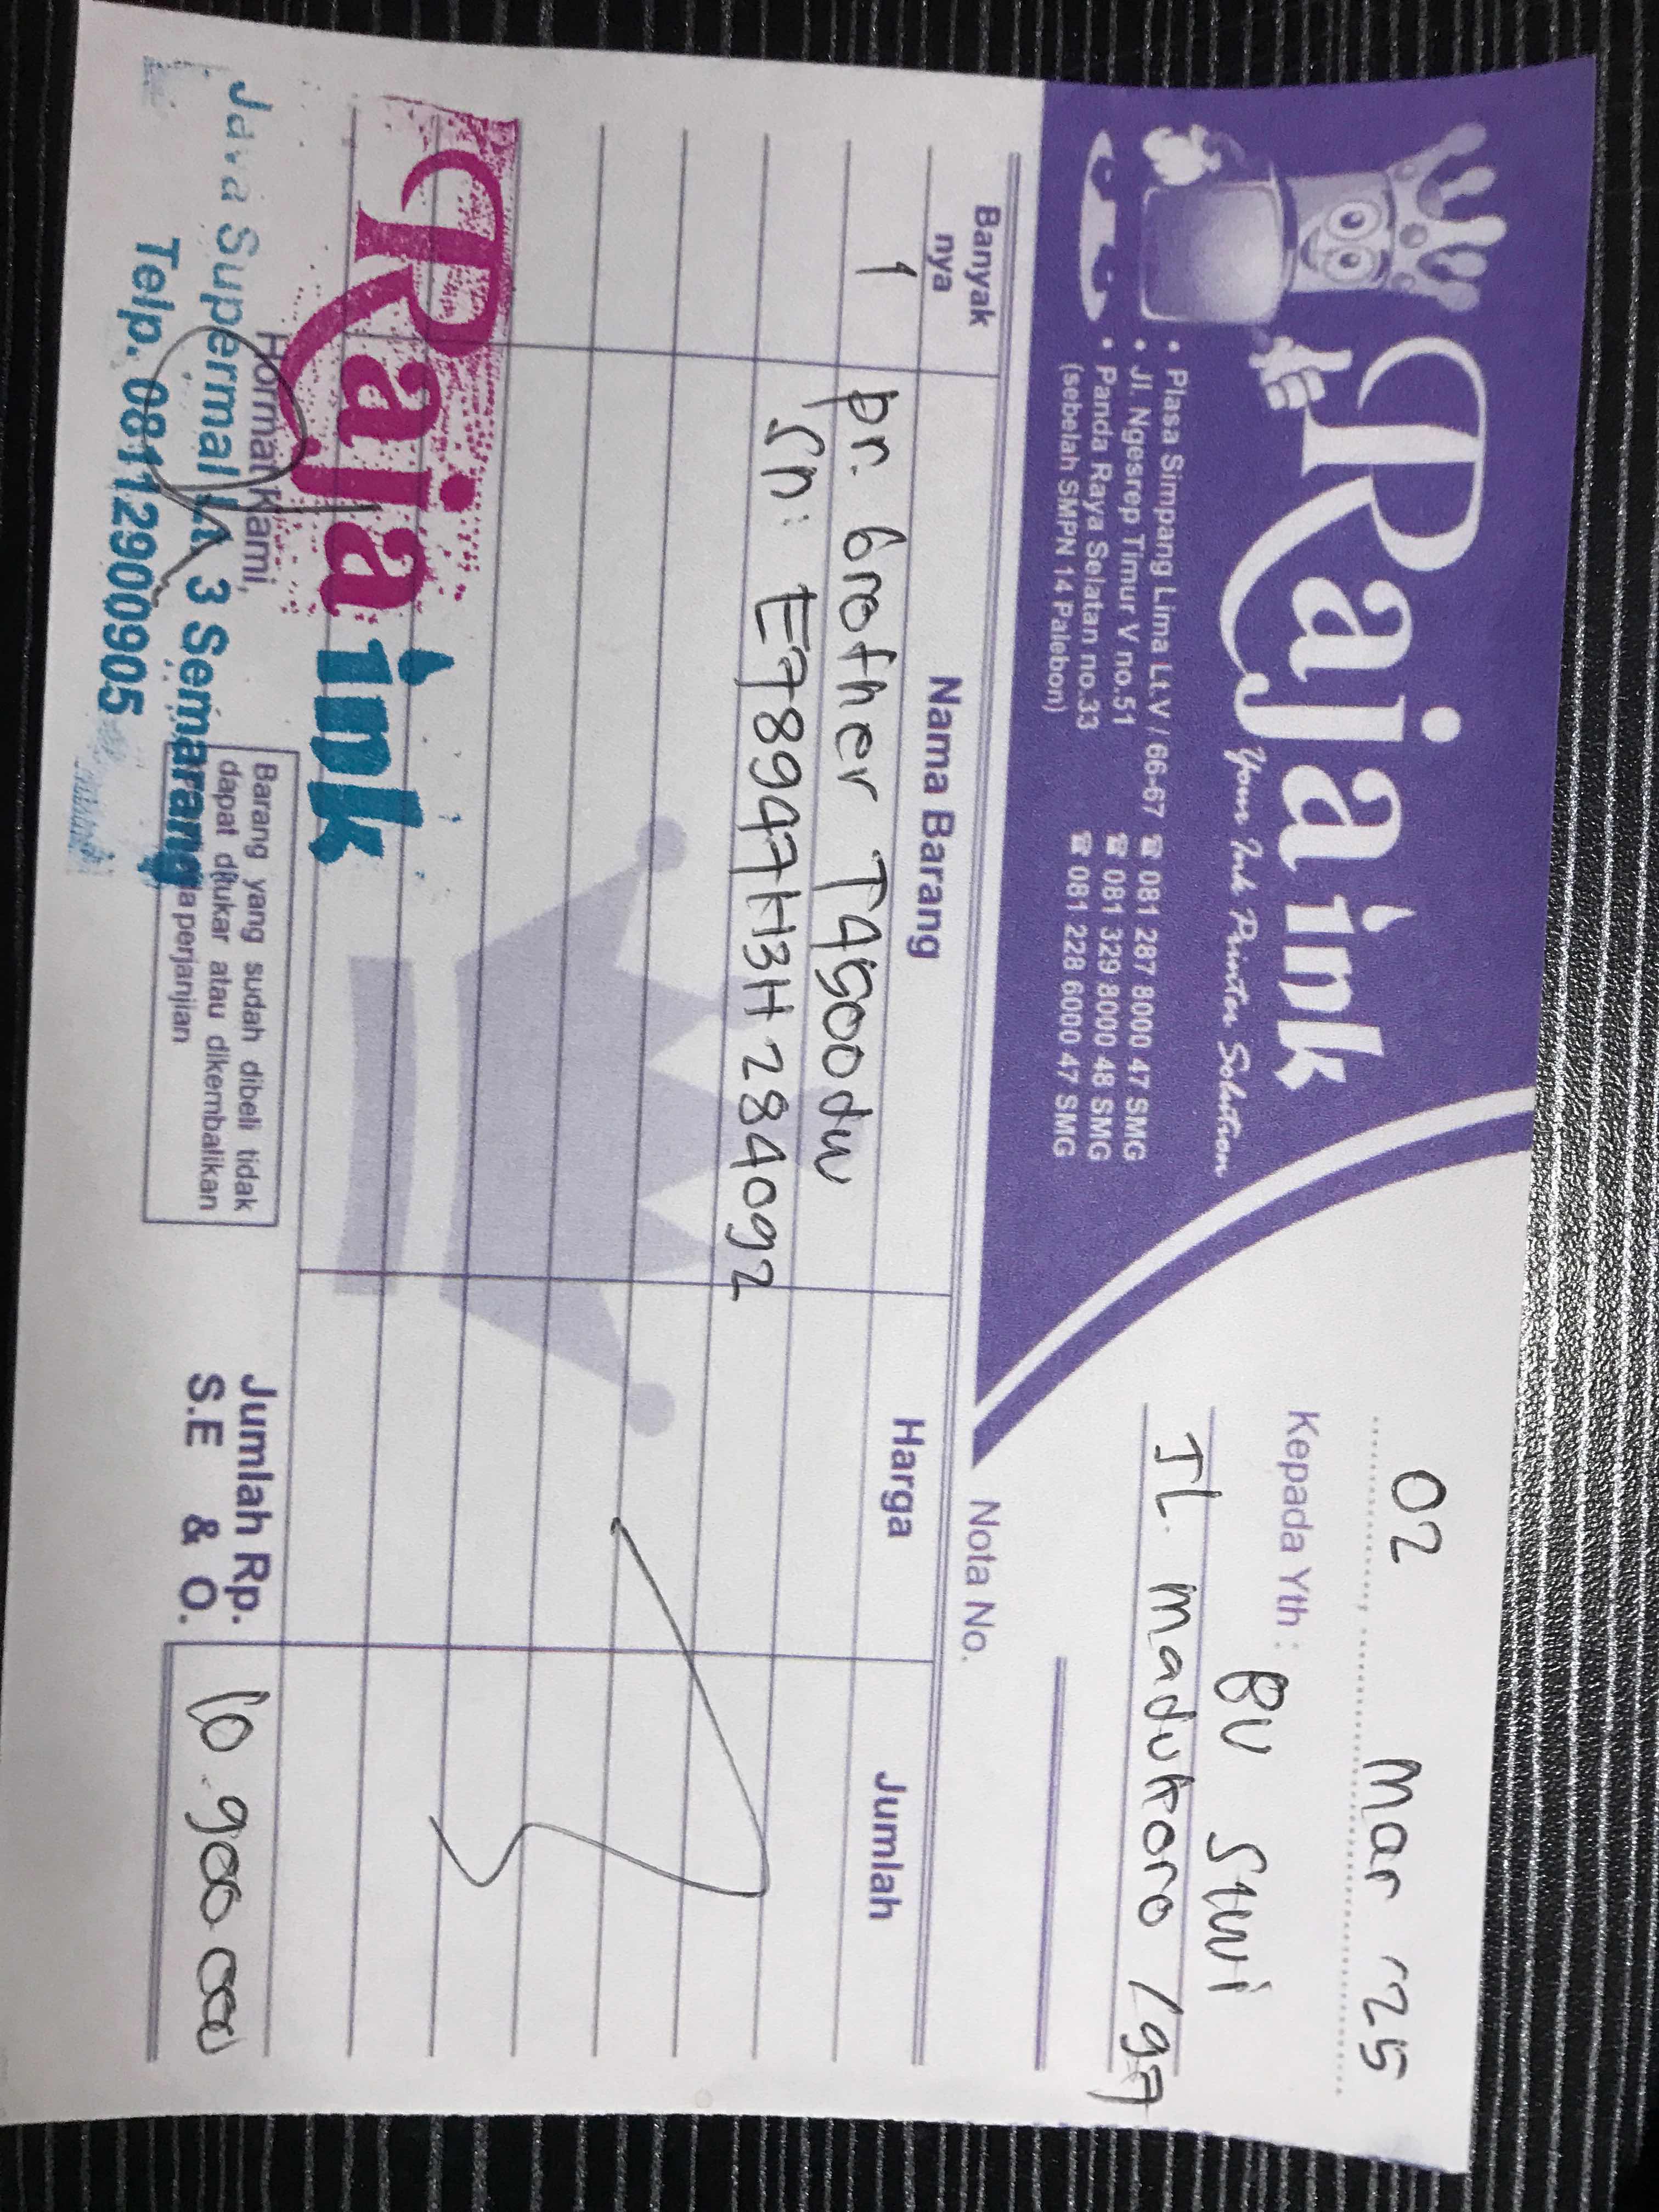 Raja ink
Your Ink Printer Solution
• Plasa Simpang Lima Lt.V / 66-67 ☎ 081 287 8000 47 SMG
• Jl. Ngesrep Timur V no.51 ☎ 081 329 8000 48 SMG
• Panda Raya Selatan no.33 ☎ 081 228 6000 47 SMG
(sebelah SMPN 14 Palebon)
02 Mar '25
Kepada Yth : BU Siwi
JL. madukoro /997
Nota No.
Banyak nya Nama Barang Harga Jumlah
1 pr. brother T4500dw
Sn: E78947H3H284092
Jumlah Rp. 10.900.000
S.E & O.
Hormat Kami,
Barang yang sudah dibeli tidak
dapat ditukar atau dikembalikan
perjanjian
Raja ink
Java Supermall Lt 3 Semarang
Telp. 08112900905